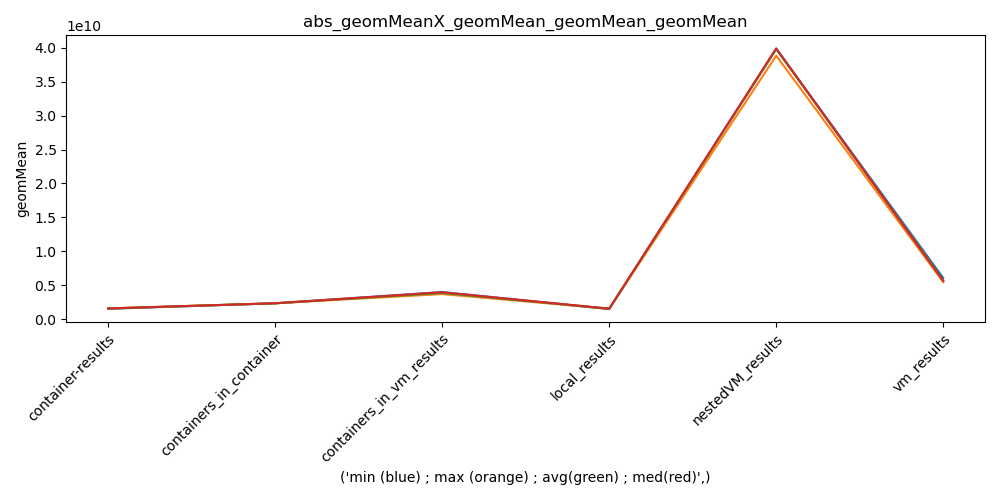 abs_geomMeanX_geomMean_geomMean_geomMean
1e10
4.0
3.5
3.0
2.5
2.0
1.5
1.0
0.5
0.0
geomMean
container-results
containers_in_container
containers_in_vm_results
local_results
nestedVM_results
vm_results
('min (blue) ; max (orange) ; avg(green) ; med(red)',)